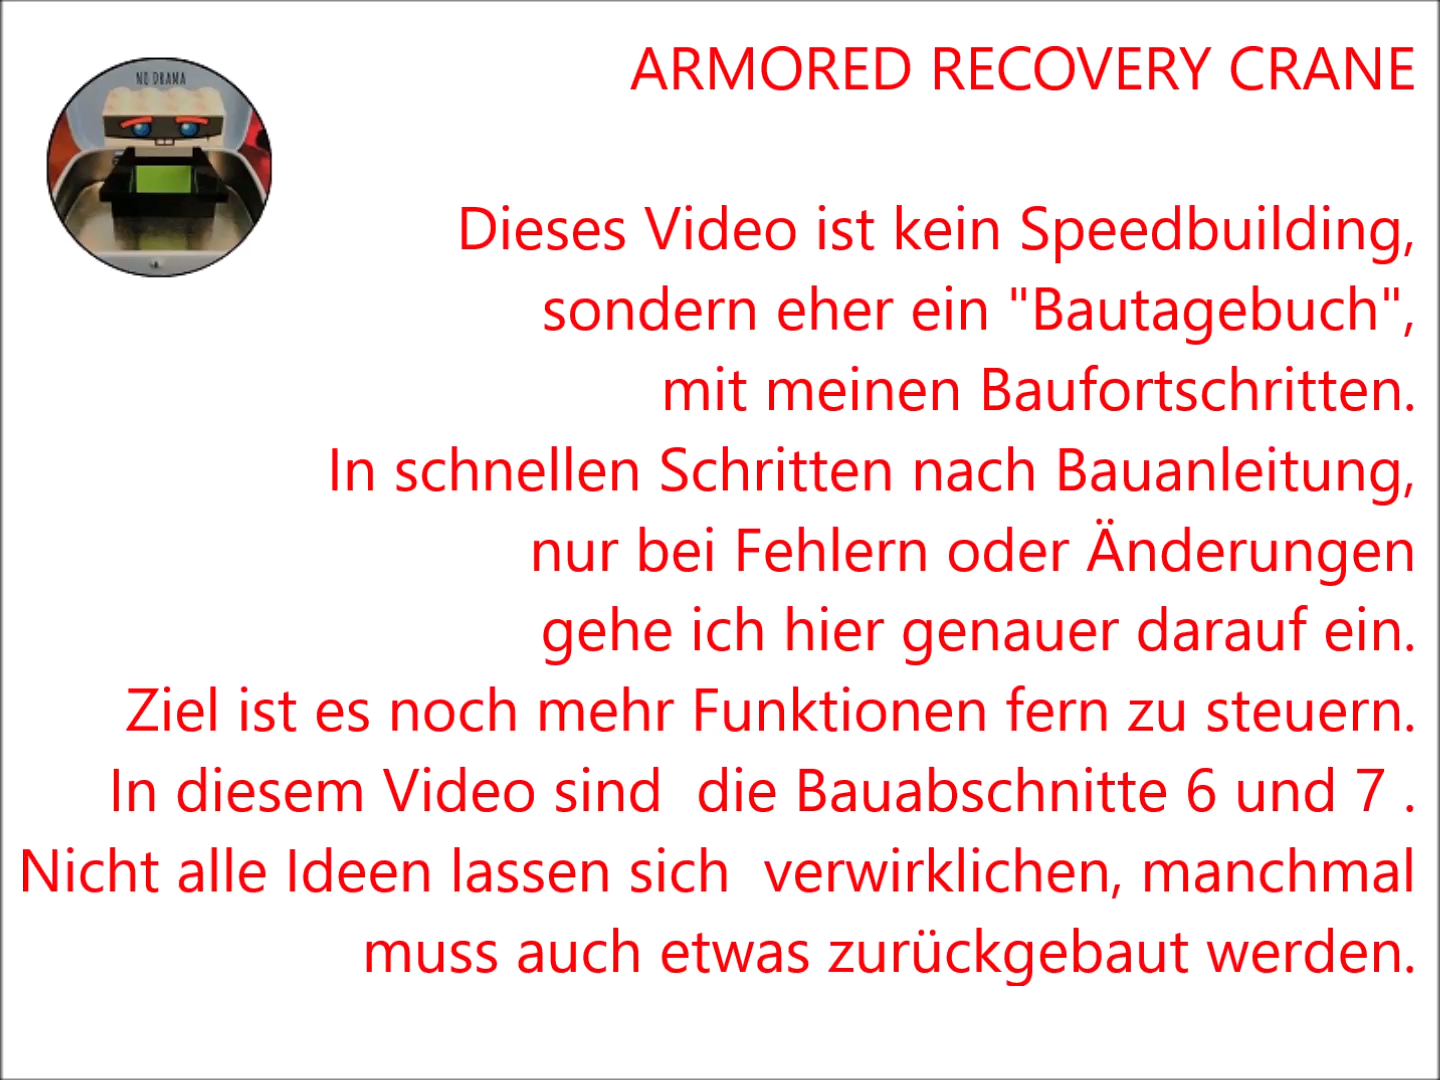 NO DRAMA
ARMORED RECOVERY CRANE
Dieses Video ist kein Speedbuilding,
sondern eher ein "Bautagebuch",
mit meinen Baufortschritten.
In schnellen Schritten nach Bauanleitung,
nur bei Fehlern oder Änderungen
gehe ich hier genauer darauf ein.
Ziel ist es noch mehr Funktionen fern zu steuern.
In diesem Video sind  die Bauabschnitte 6 und 7 .
Nicht alle Ideen lassen sich  verwirklichen, manchmal
muss auch etwas zurückgebaut werden.